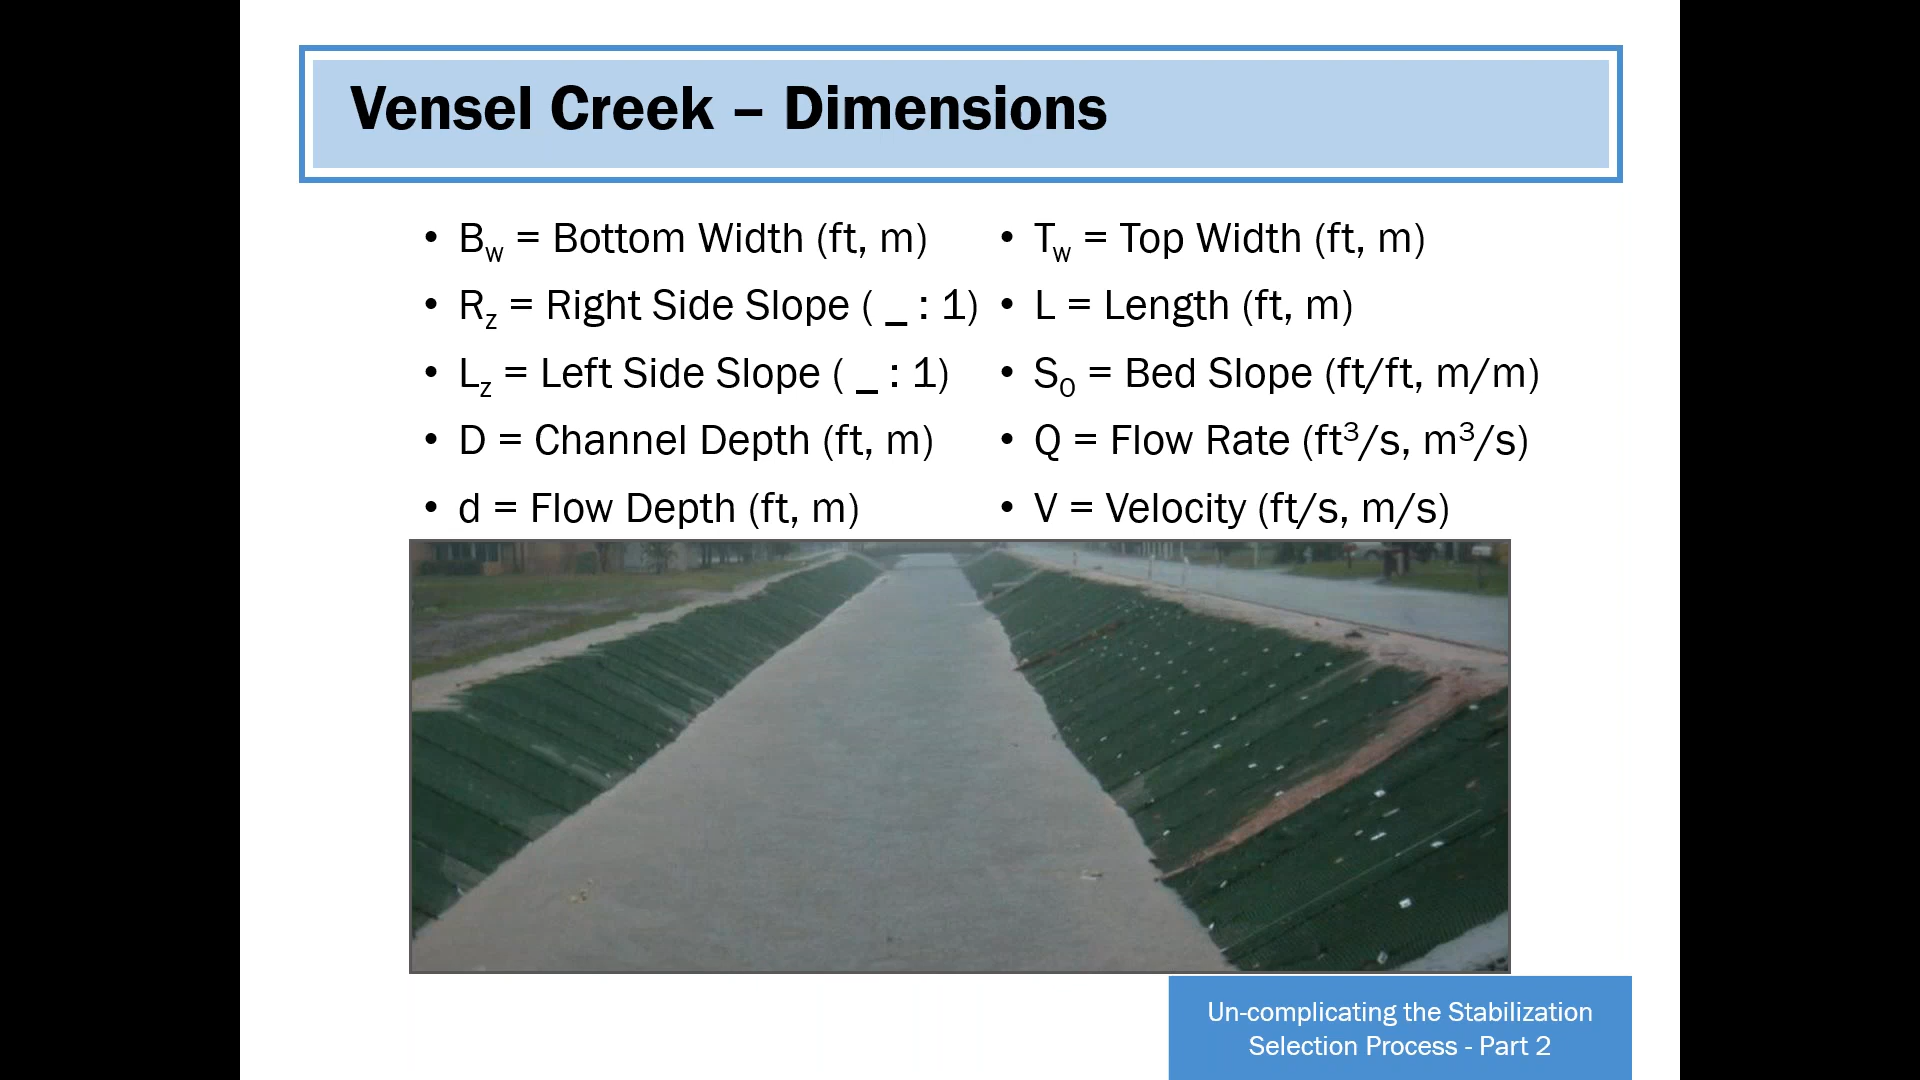 Vensel Creek – Dimensions
• B_w = Bottom Width (ft, m)
• R_z = Right Side Slope ( _ : 1)
• L_z = Left Side Slope ( _ : 1)
• D = Channel Depth (ft, m)
• d = Flow Depth (ft, m)
• T_w = Top Width (ft, m)
• L = Length (ft, m)
• S_0 = Bed Slope (ft/ft, m/m)
• Q = Flow Rate (ft³/s, m³/s)
• V = Velocity (ft/s, m/s)
Un-complicating the Stabilization
Selection Process - Part 2